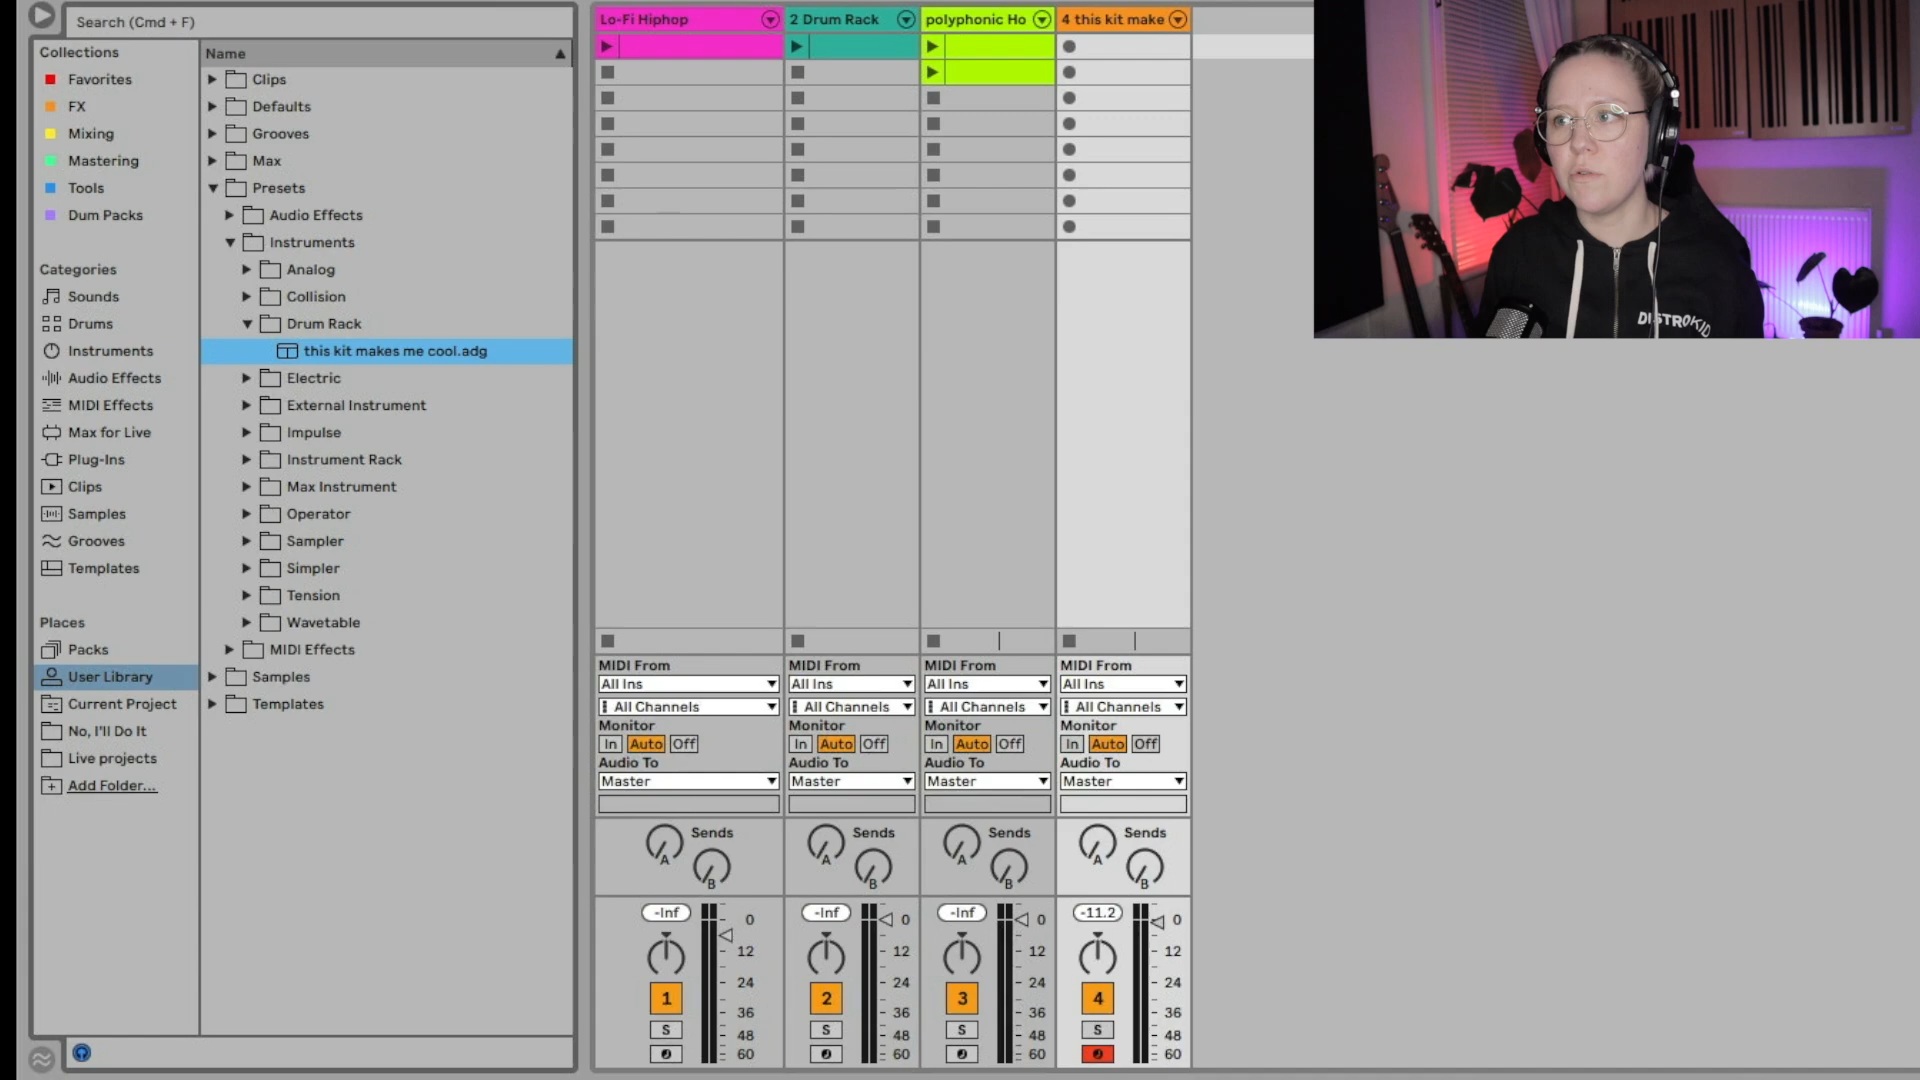 Search (Cmd + F)
Collections
Favorites
FX
Mixing
Mastering
Tools
Dum Packs
Categories
Sounds
Drums
Instruments
Audio Effects
MIDI Effects
Max for Live
Plug-Ins
Clips
Samples
Grooves
Templates
Places
Packs
User Library
Current Project
No, I'll Do It
Live projects
Add Folder...
Name
Clips
Defaults
Grooves
Max
Presets
Audio Effects
Instruments
Analog
Collision
Drum Rack
this kit makes me cool.adg
Electric
External Instrument
Impulse
Instrument Rack
Max Instrument
Operator
Sampler
Simpler
Tension
Wavetable
MIDI Effects
Samples
Templates
Lo-Fi Hiphop 2 Drum Rack polyphonic Ho 4 this kit make
MIDI From MIDI From MIDI From MIDI From
All Ins All Ins All Ins All Ins
All Channels All Channels All Channels All Channels
Monitor Monitor Monitor Monitor
In Auto Off In Auto Off In Auto Off In Auto Off
Audio To Audio To Audio To Audio To
Master Master Master Master
Sends Sends Sends Sends
A A A A
B B B B
-Inf 0 -Inf 0 -Inf 0 -11.2 0
12 12 12 12
24 24 24 24
1 2 3 4
36 36 36 36
S 48 S 48 S 48 S 48
60 60 60 60
DISTROKID